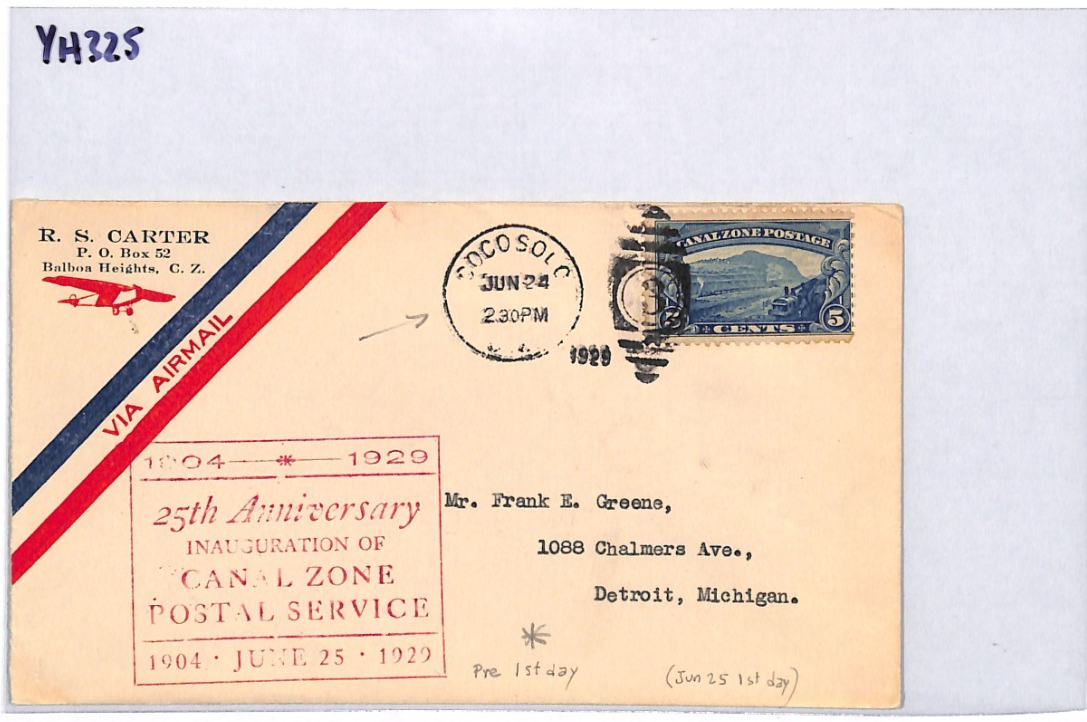 YH325
R. S. CARTER
P. O. Box 52
Balboa Heights, C. Z.
VIA AIRMAIL
COCO SOLO
JUN 24
2.30PM
1929
CANAL ZONE POSTAGE
CENTS
5
1904 — * — 1929
25th Anniversary
INAUGURATION OF
CANAL ZONE
POSTAL SERVICE
1904 · JUNE 25 · 1929
Mr. Frank E. Greene,
1088 Chalmers Ave.,
Detroit, Michigan.
*
Pre 1st day
(Jun 25 1st day)